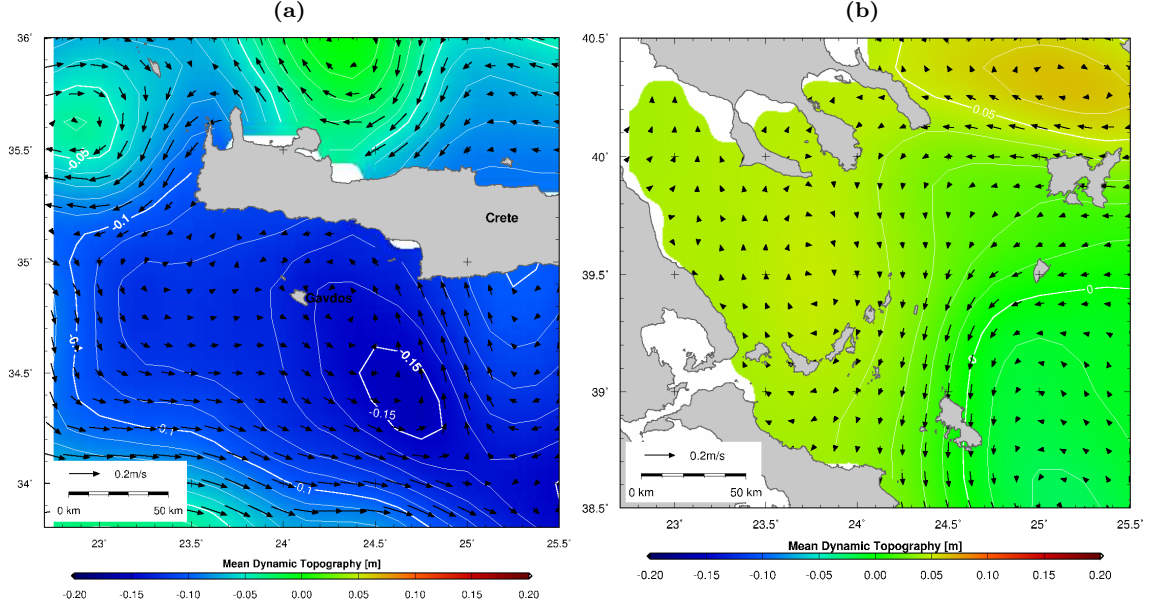 (a)
(b)
36'
35.5'
35'
34.5'
34'
-0.05
-0.1
-0.1
-0.1
-0.15
-0.15
-0.1
Crete
Gavdos
0.2m/s
0 km 50 km
23' 23.5' 24' 24.5' 25' 25.5'
Mean Dynamic Topography [m]
-0.20 -0.15 -0.10 -0.05 0.00 0.05 0.10 0.15 0.20
40.5'
40'
39.5'
39'
38.5'
0.05
0
0
0.2m/s
0 km 50 km
23' 23.5' 24' 24.5' 25' 25.5'
Mean Dynamic Topography [m]
-0.20 -0.15 -0.10 -0.05 0.00 0.05 0.10 0.15 0.20